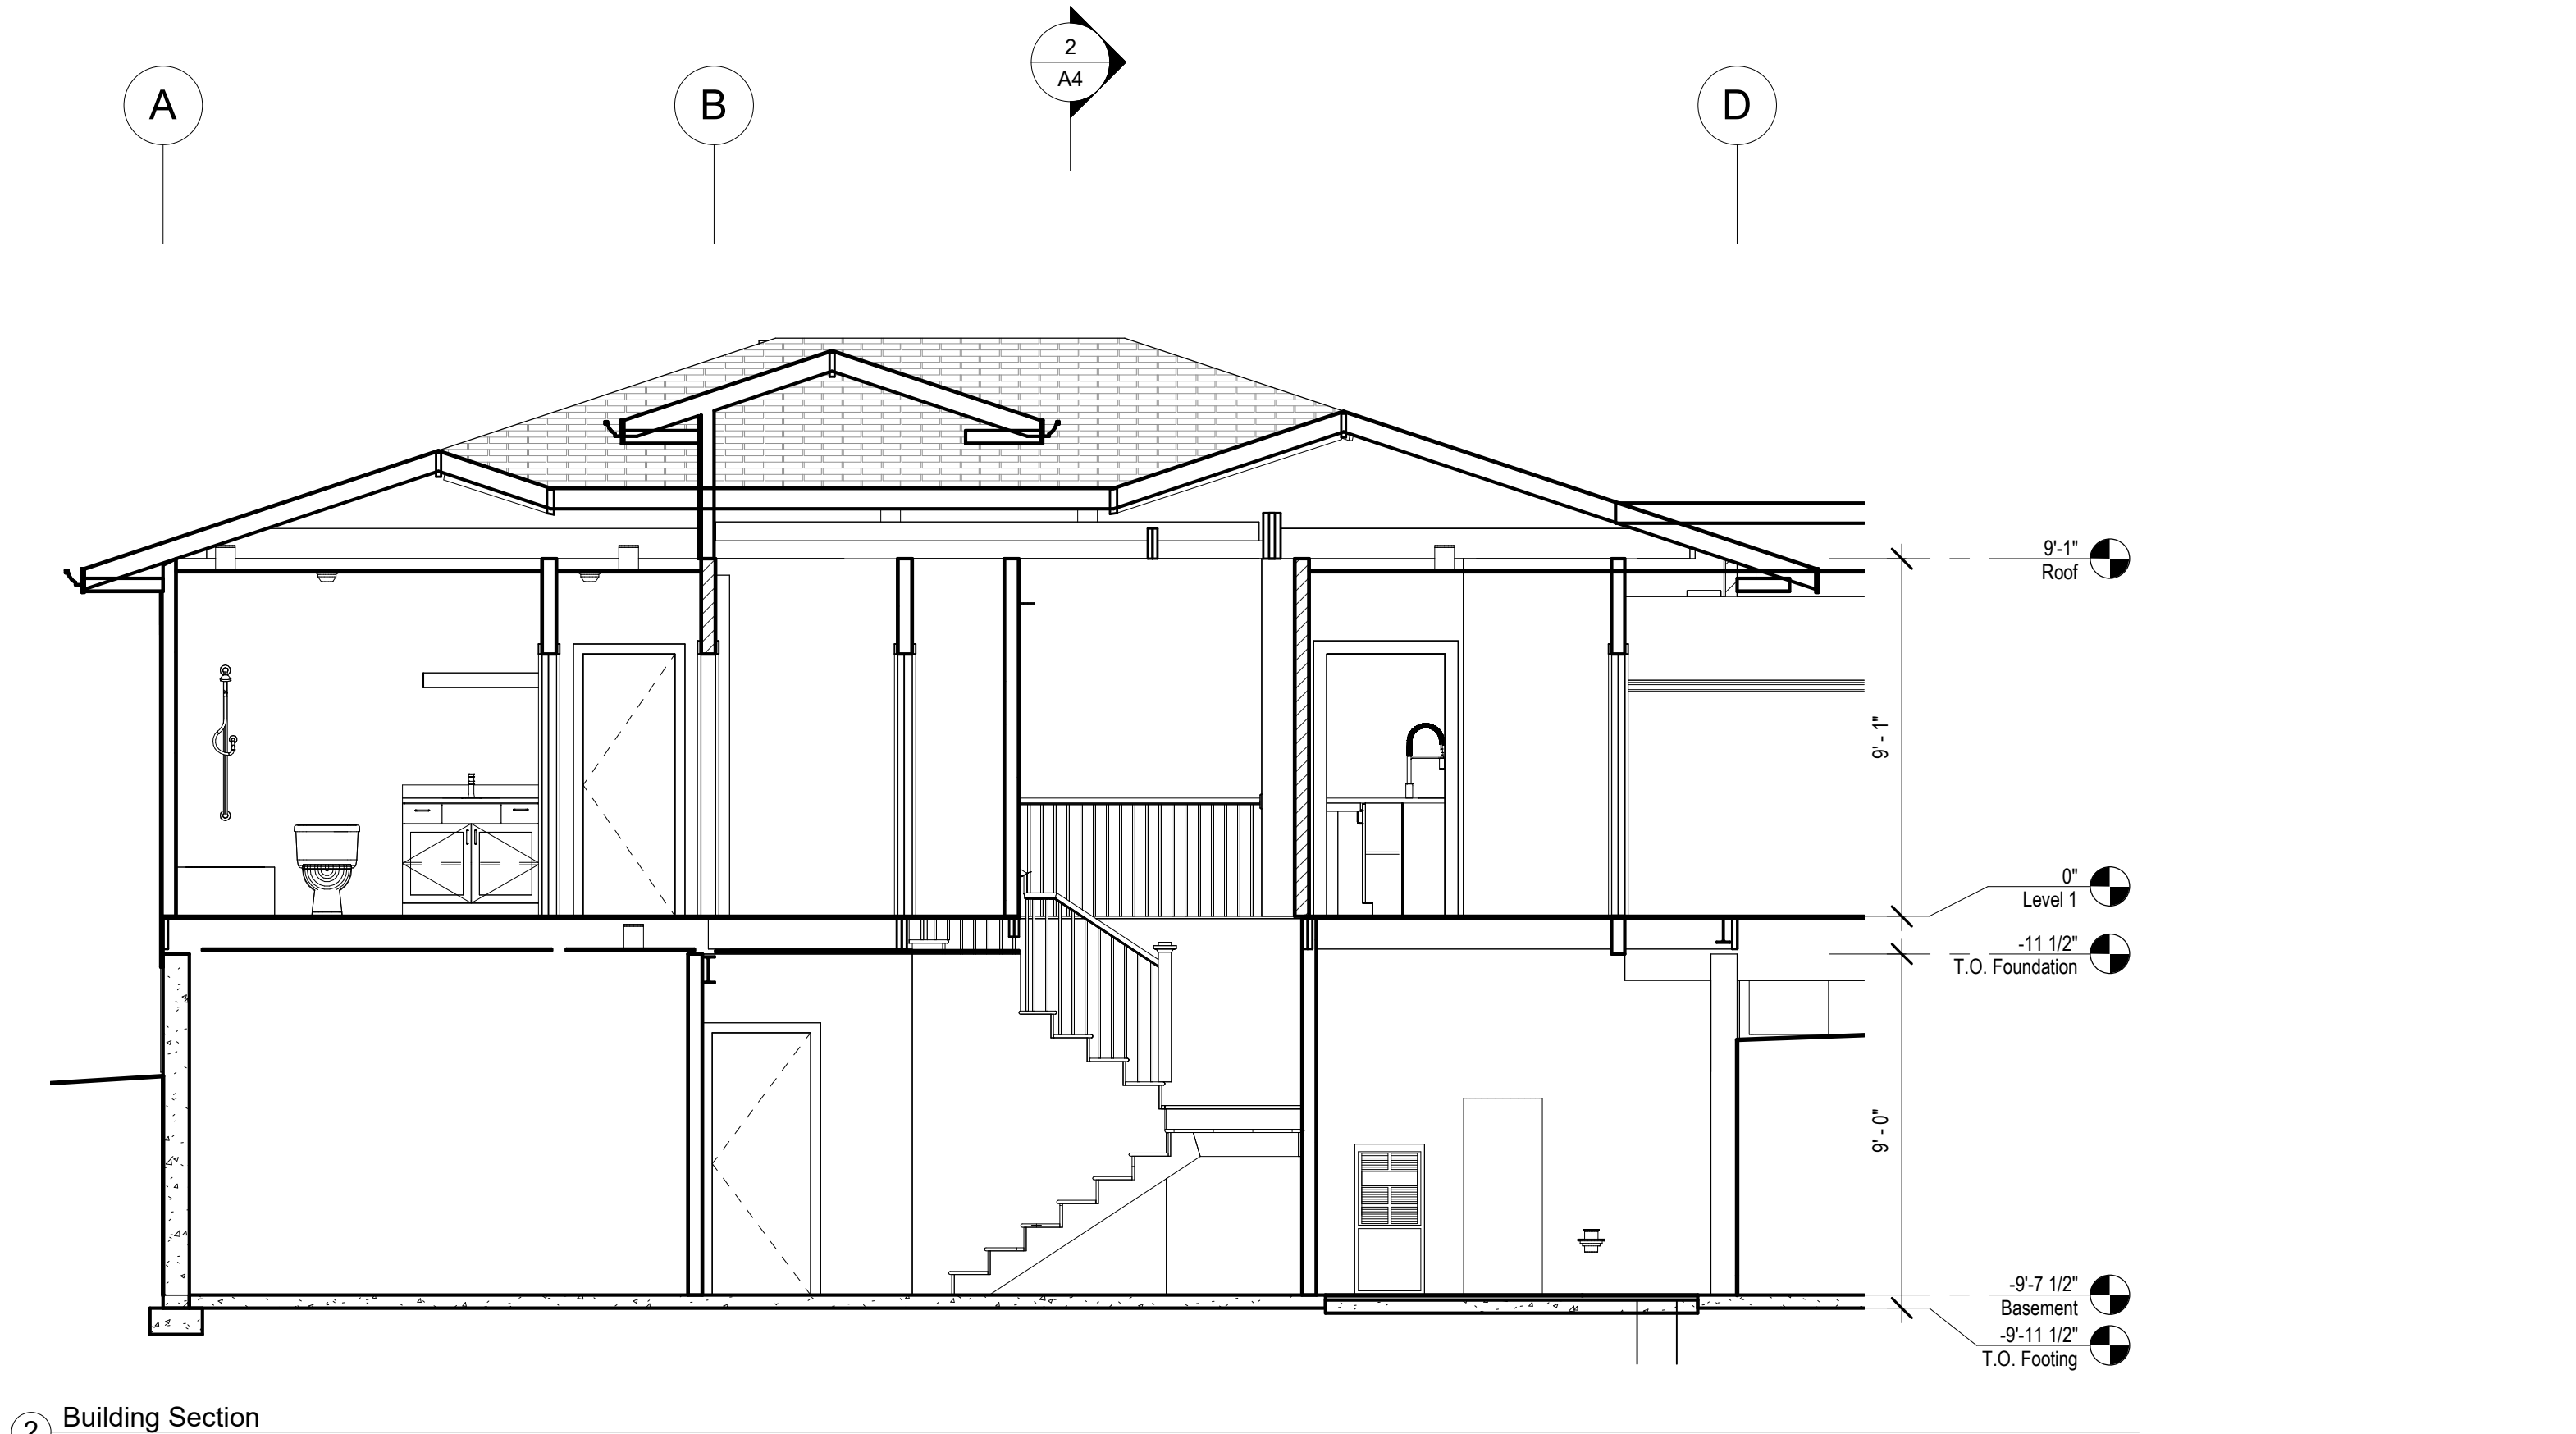 2
A4
A
B
D
9'-1"
Roof
9' - 1"
0"
Level 1
-11 1/2"
T.O. Foundation
9' - 0"
-9'-7 1/2"
Basement
-9'-11 1/2"
T.O. Footing
Building Section
2